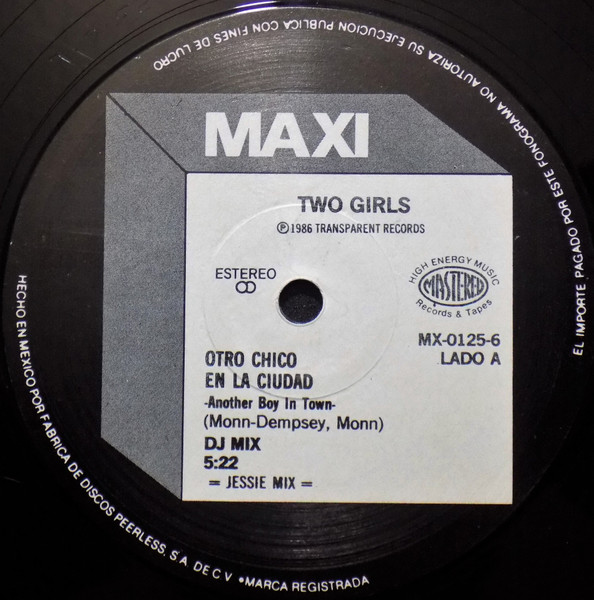 MAXI
TWO GIRLS
Ⓟ1986 TRANSPARENT RECORDS
ESTEREO
HIGH ENERGY MUSIC
MASTERED
Records & Tapes
MX-0125-6
LADO A
OTRO CHICO
EN LA CIUDAD
-Another Boy In Town-
(Monn-Dempsey, Monn)
DJ MIX
5:22
= JESSIE MIX =
HECHO EN MEXICO POR FABRICA DE DISCOS PEERLESS, S.A. DE C V •MARCA REGISTRADA
EL IMPORTE PAGADO POR ESTE FONOGRAMA NO AUTORIZA SU EJECUCION PUBLICA CON FINES DE LUCRO